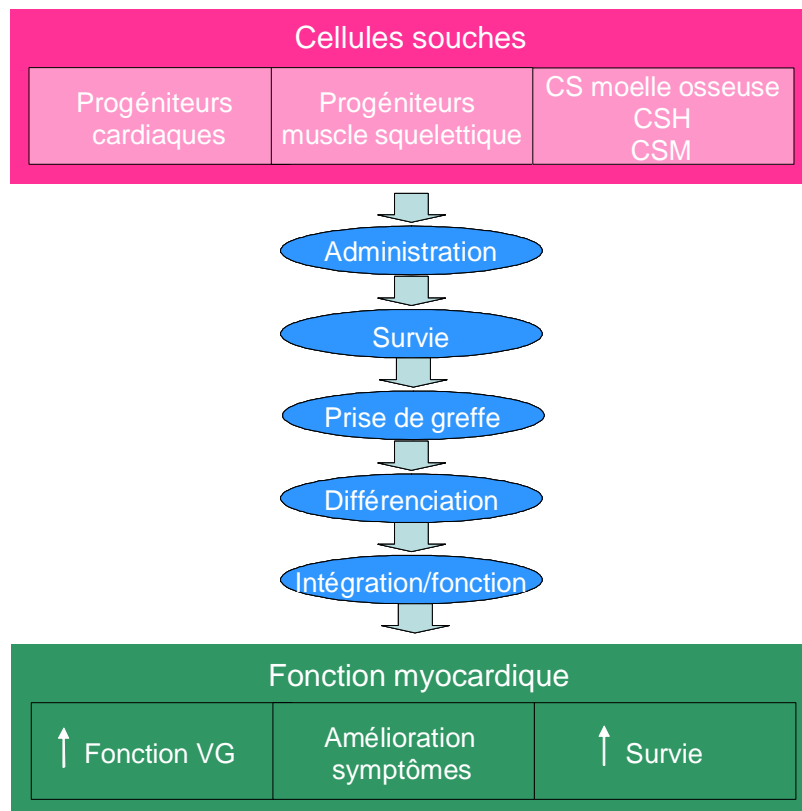 Cellules souches
Progéniteurs
cardiaques
Progéniteurs
muscle squelettique
CS moelle osseuse
CSH
CSM
Administration
Survie
Prise de greffe
Différenciation
Intégration/fonction
Fonction myocardique
↑ Fonction VG
Amélioration
symptômes
↑ Survie